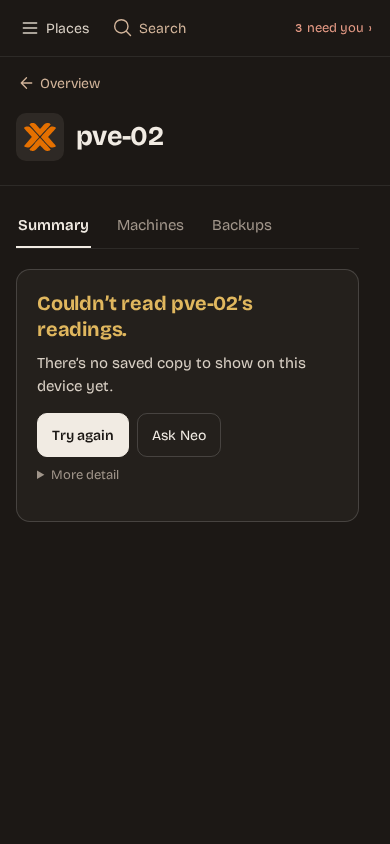 Places
Search
3 need you ›
Overview
pve-02
Summary
Machines
Backups
Couldn’t read pve-02’s
readings.
There’s no saved copy to show on this
device yet.
Try again
Ask Neo
More detail